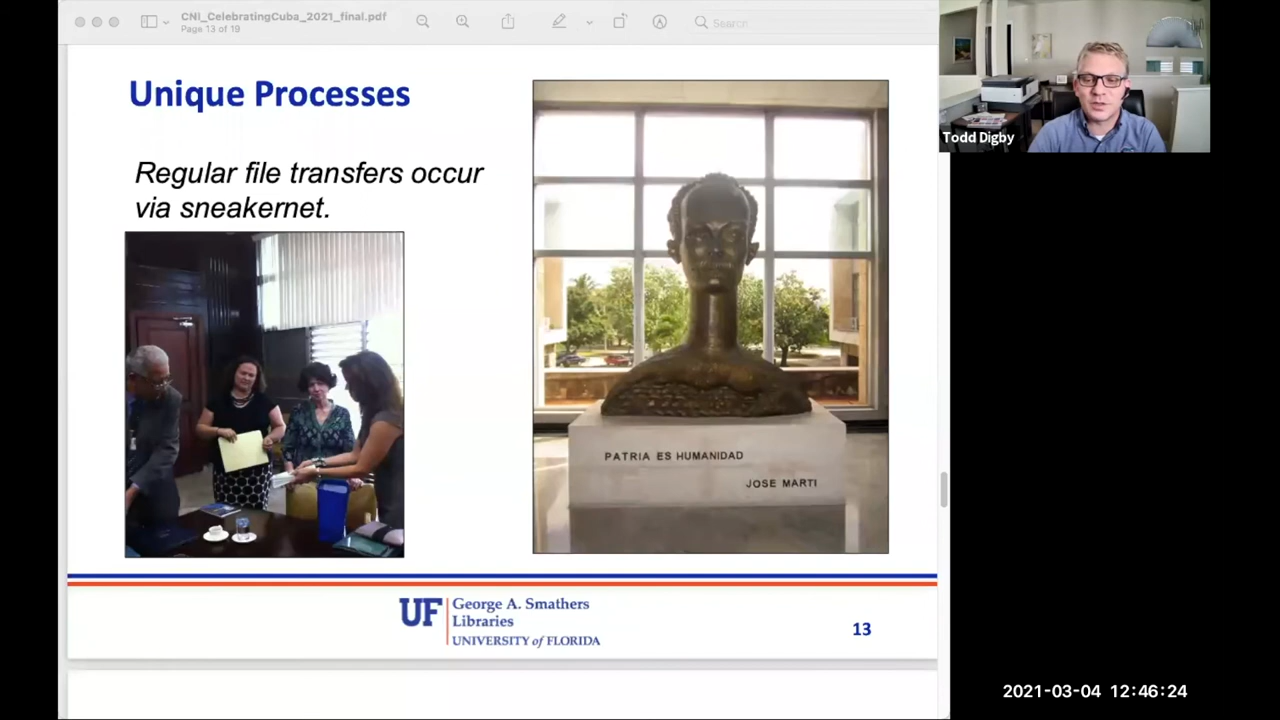 CNI_CelebratingCuba_2021_final.pdf
Page 13 of 19
Search
Todd Digby
Unique Processes
Regular file transfers occur
via sneakernet.
PATRIA ES HUMANIDAD
JOSE MARTI
UF
George A. Smathers
Libraries
UNIVERSITY of FLORIDA
13
2021-03-04 12:46:24